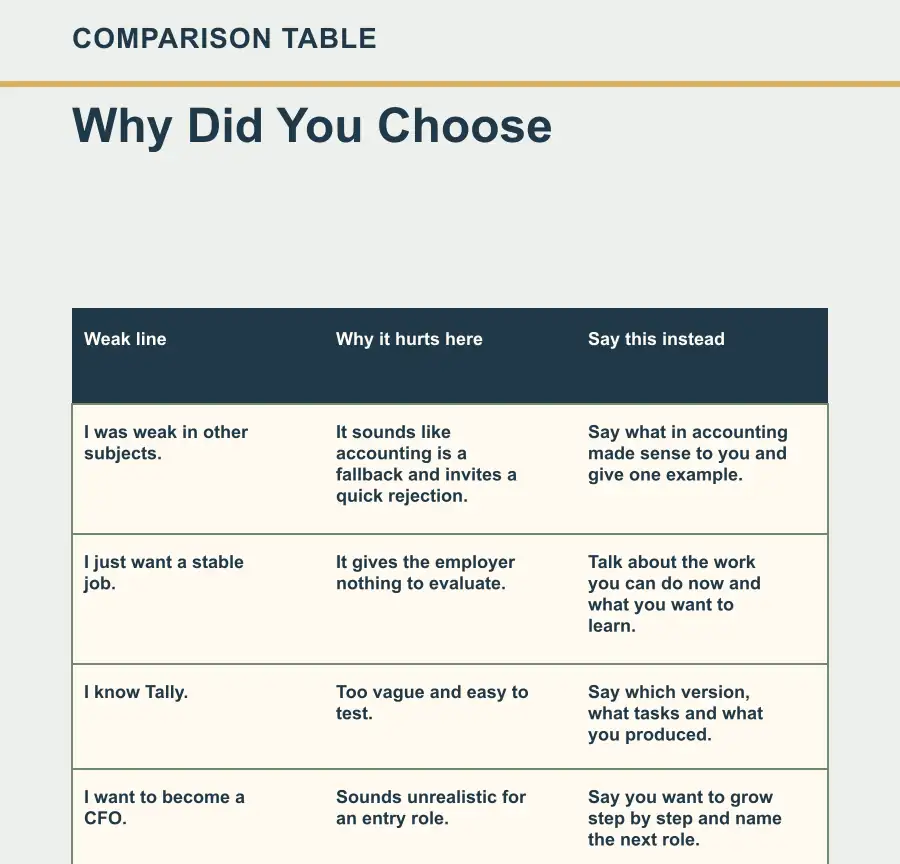 COMPARISON TABLE
Why Did You Choose
Weak line
Why it hurts here
Say this instead
I was weak in other
subjects.
It sounds like
accounting is a
fallback and invites a
quick rejection.
Say what in accounting
made sense to you and
give one example.
I just want a stable
job.
It gives the employer
nothing to evaluate.
Talk about the work
you can do now and
what you want to
learn.
I know Tally.
Too vague and easy to
test.
Say which version,
what tasks and what
you produced.
I want to become a
CFO.
Sounds unrealistic for
an entry role.
Say you want to grow
step by step and name
the next role.